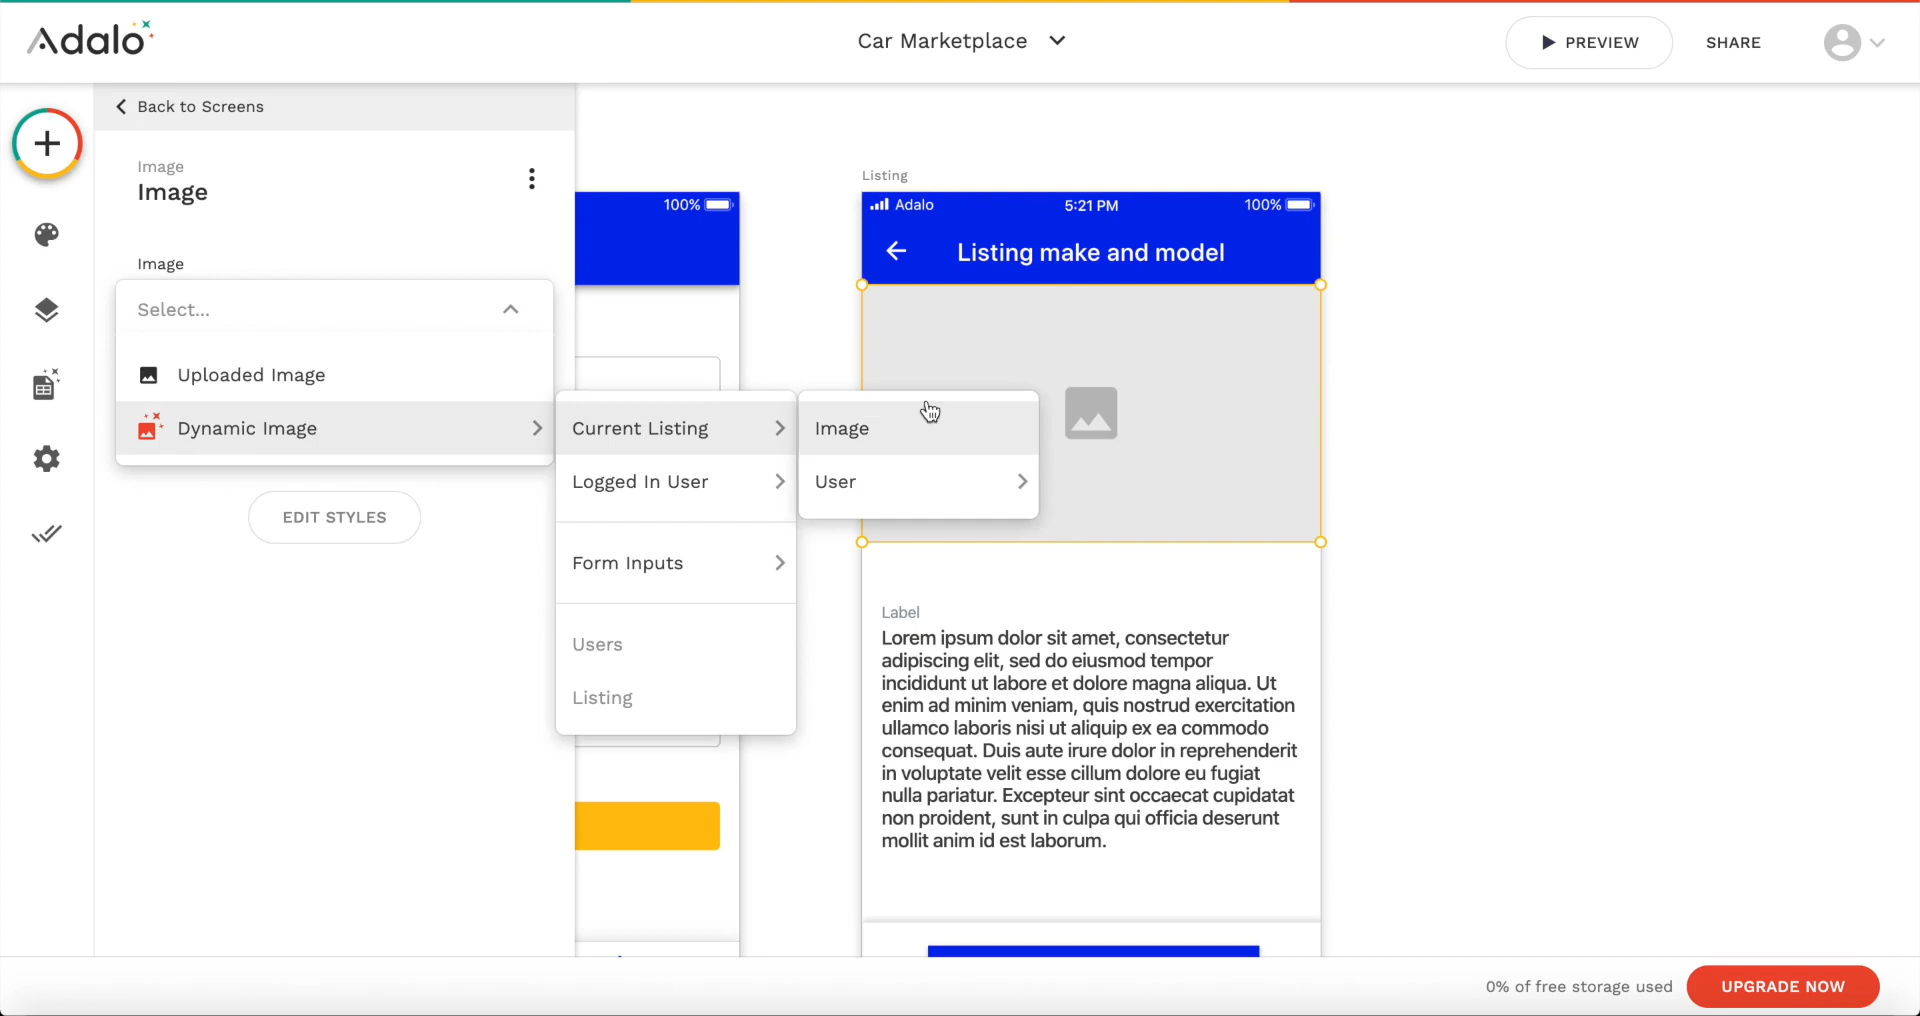 Adalo
Car Marketplace
PREVIEW
SHARE
Back to Screens
Image
Image
Image
Select...
Uploaded Image
Dynamic Image
EDIT STYLES
Current Listing
Logged In User
Form Inputs
Users
Listing
Image
User
100%
Listing
Adalo
5:21 PM
100%
Listing make and model
Label
Lorem ipsum dolor sit amet, consectetur
adipiscing elit, sed do eiusmod tempor
incididunt ut labore et dolore magna aliqua. Ut
enim ad minim veniam, quis nostrud exercitation
ullamco laboris nisi ut aliquip ex ea commodo
consequat. Duis aute irure dolor in reprehenderit
in voluptate velit esse cillum dolore eu fugiat
nulla pariatur. Excepteur sint occaecat cupidatat
non proident, sunt in culpa qui officia deserunt
mollit anim id est laborum.
0% of free storage used
UPGRADE NOW